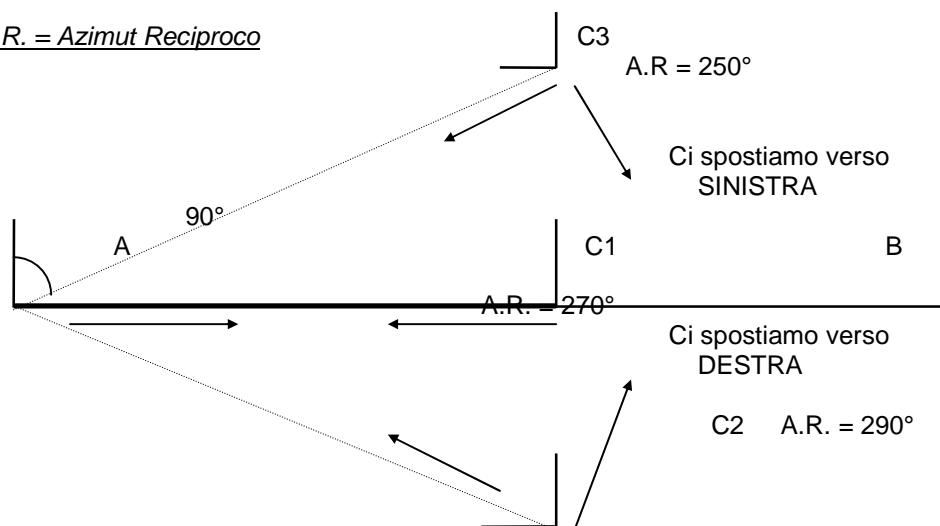 R. = Azimut Reciproco
C3
A.R = 250°
Ci spostiamo verso
SINISTRA
90°
A
C1
B
A.R. = 270°
Ci spostiamo verso
DESTRA
C2 A.R. = 290°